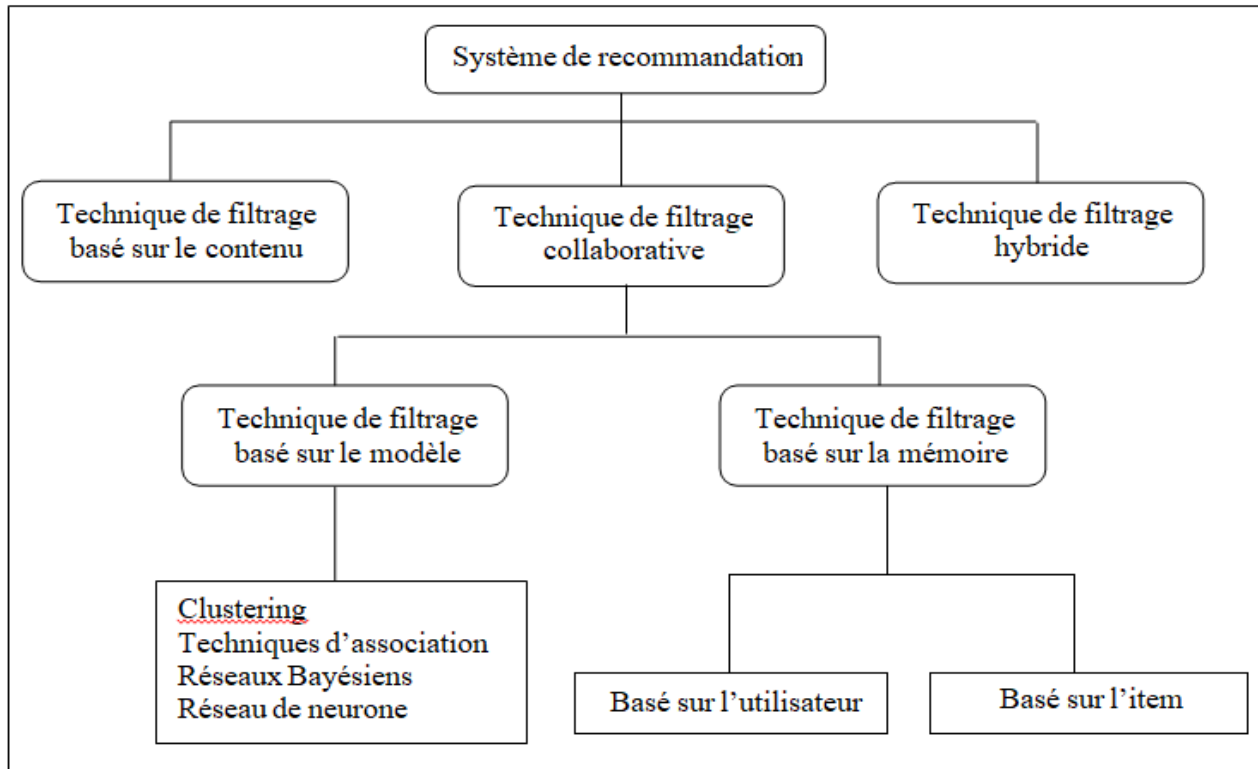 Système de recommandation
Technique de filtrage
basé sur le contenu
Technique de filtrage
collaborative
Technique de filtrage
hybride
Technique de filtrage
basé sur le modèle
Technique de filtrage
basé sur la mémoire
Clustering
Techniques d’association
Réseaux Bayésiens
Réseau de neurone
Basé sur l’utilisateur
Basé sur l’item